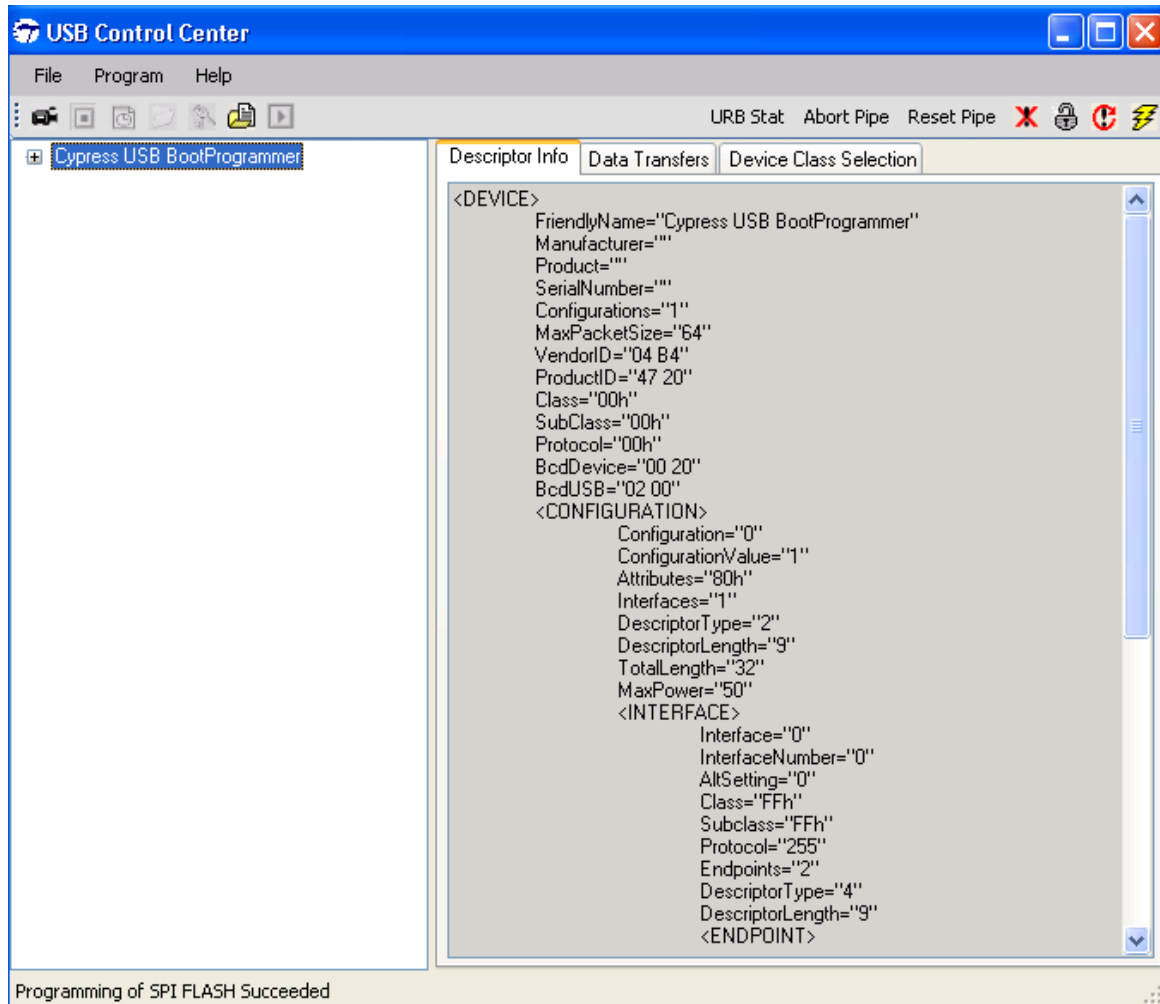 USB Control Center
File Program Help
URB Stat Abort Pipe Reset Pipe
Cypress USB BootProgrammer
Descriptor Info Data Transfers Device Class Selection
<DEVICE>
FriendlyName="Cypress USB BootProgrammer"
Manufacturer=""
Product=""
SerialNumber=""
Configurations="1"
MaxPacketSize="64"
VendorID="04 B4"
ProductID="47 20"
Class="00h"
SubClass="00h"
Protocol="00h"
BcdDevice="00 20"
BcdUSB="02 00"
<CONFIGURATION>
Configuration="0"
ConfigurationValue="1"
Attributes="80h"
Interfaces="1"
DescriptorType="2"
DescriptorLength="9"
TotalLength="32"
MaxPower="50"
<INTERFACE>
Interface="0"
InterfaceNumber="0"
AltSetting="0"
Class="FFh"
Subclass="FFh"
Protocol="255"
Endpoints="2"
DescriptorType="4"
DescriptorLength="9"
<ENDPOINT>
Programming of SPI FLASH Succeeded